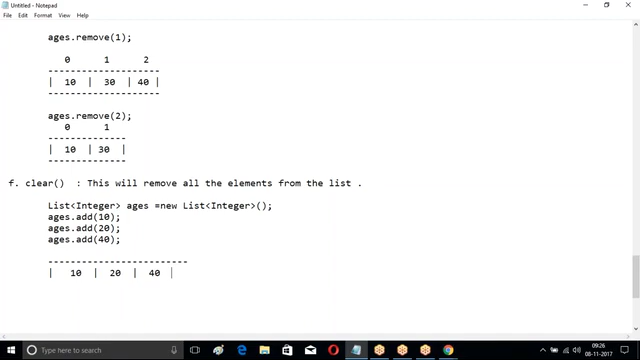 Untitled - Notepad
File Edit Format View Help
ages.remove(1);
0 1 2
--------------------
| 10 | 30 | 40 |
--------------------
ages.remove(2);
0 1
--------------
| 10 | 30 |
--------------
f. clear() : This will remove all the elements from the list .
List<Integer> ages =new List<Integer>();
ages.add(10);
ages.add(20);
ages.add(40);
-------------------------
| 10 | 20 | 40 |
Type here to search
09:26
08-11-2017